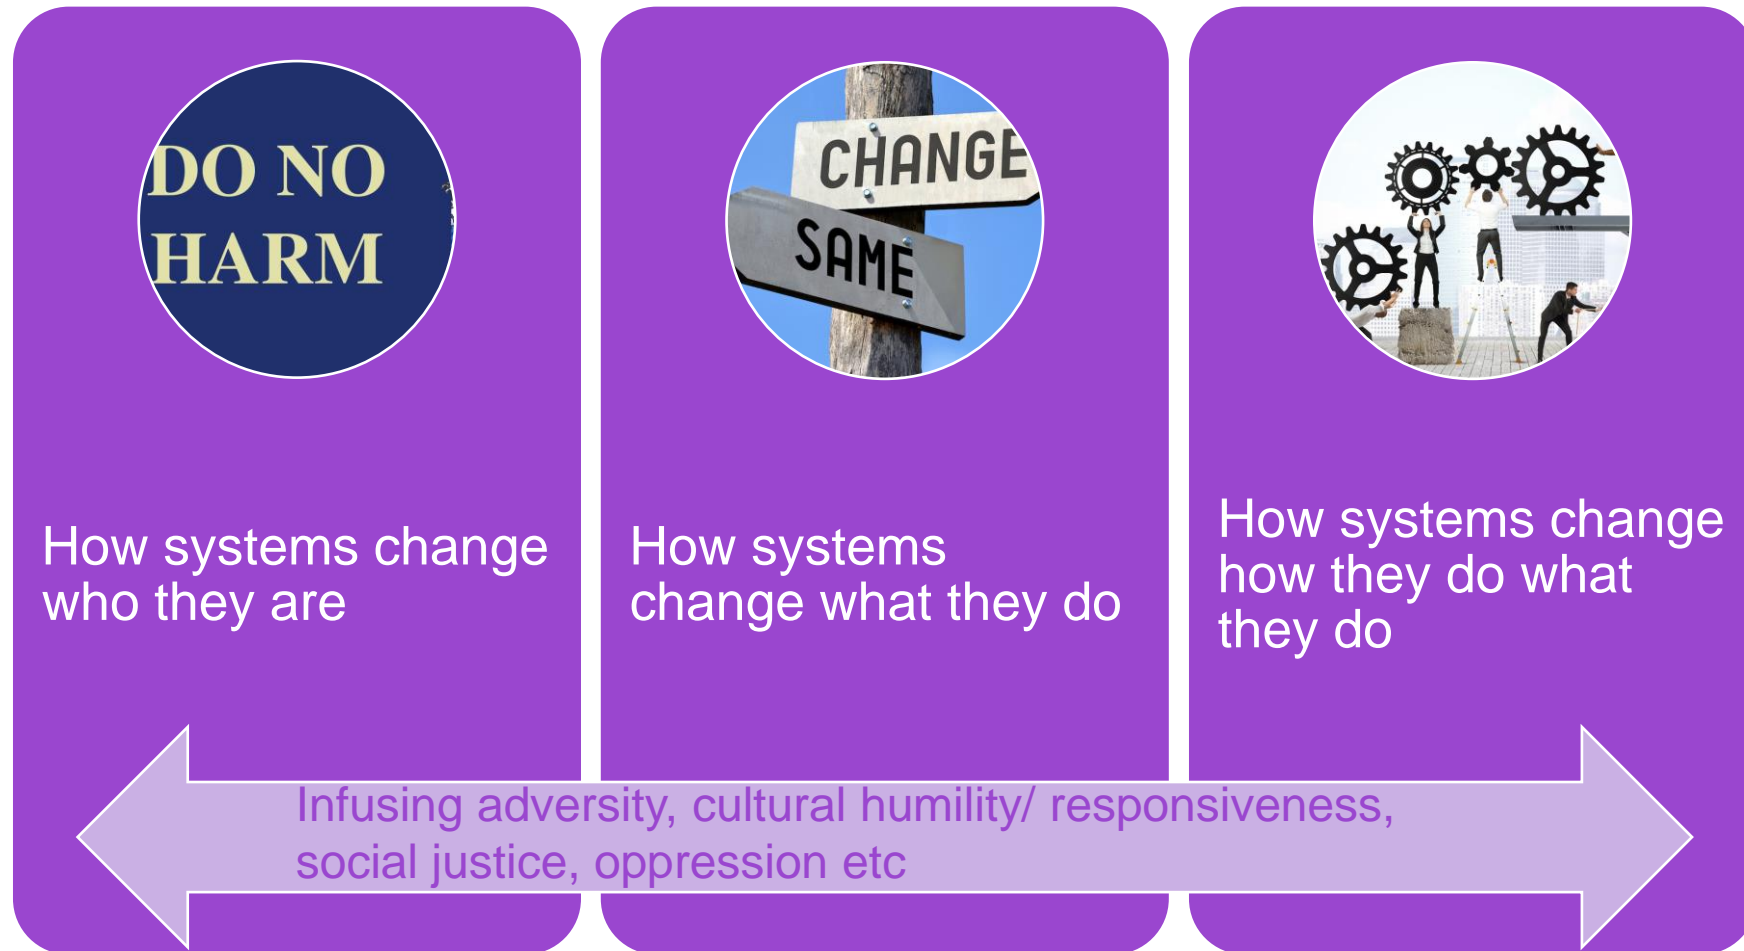 DO NO
HARM
CHANGE
SAME
How systems change
who they are
How systems
change what they do
How systems change
how they do what
they do
Infusing adversity, cultural humility/ responsiveness,
social justice, oppression etc